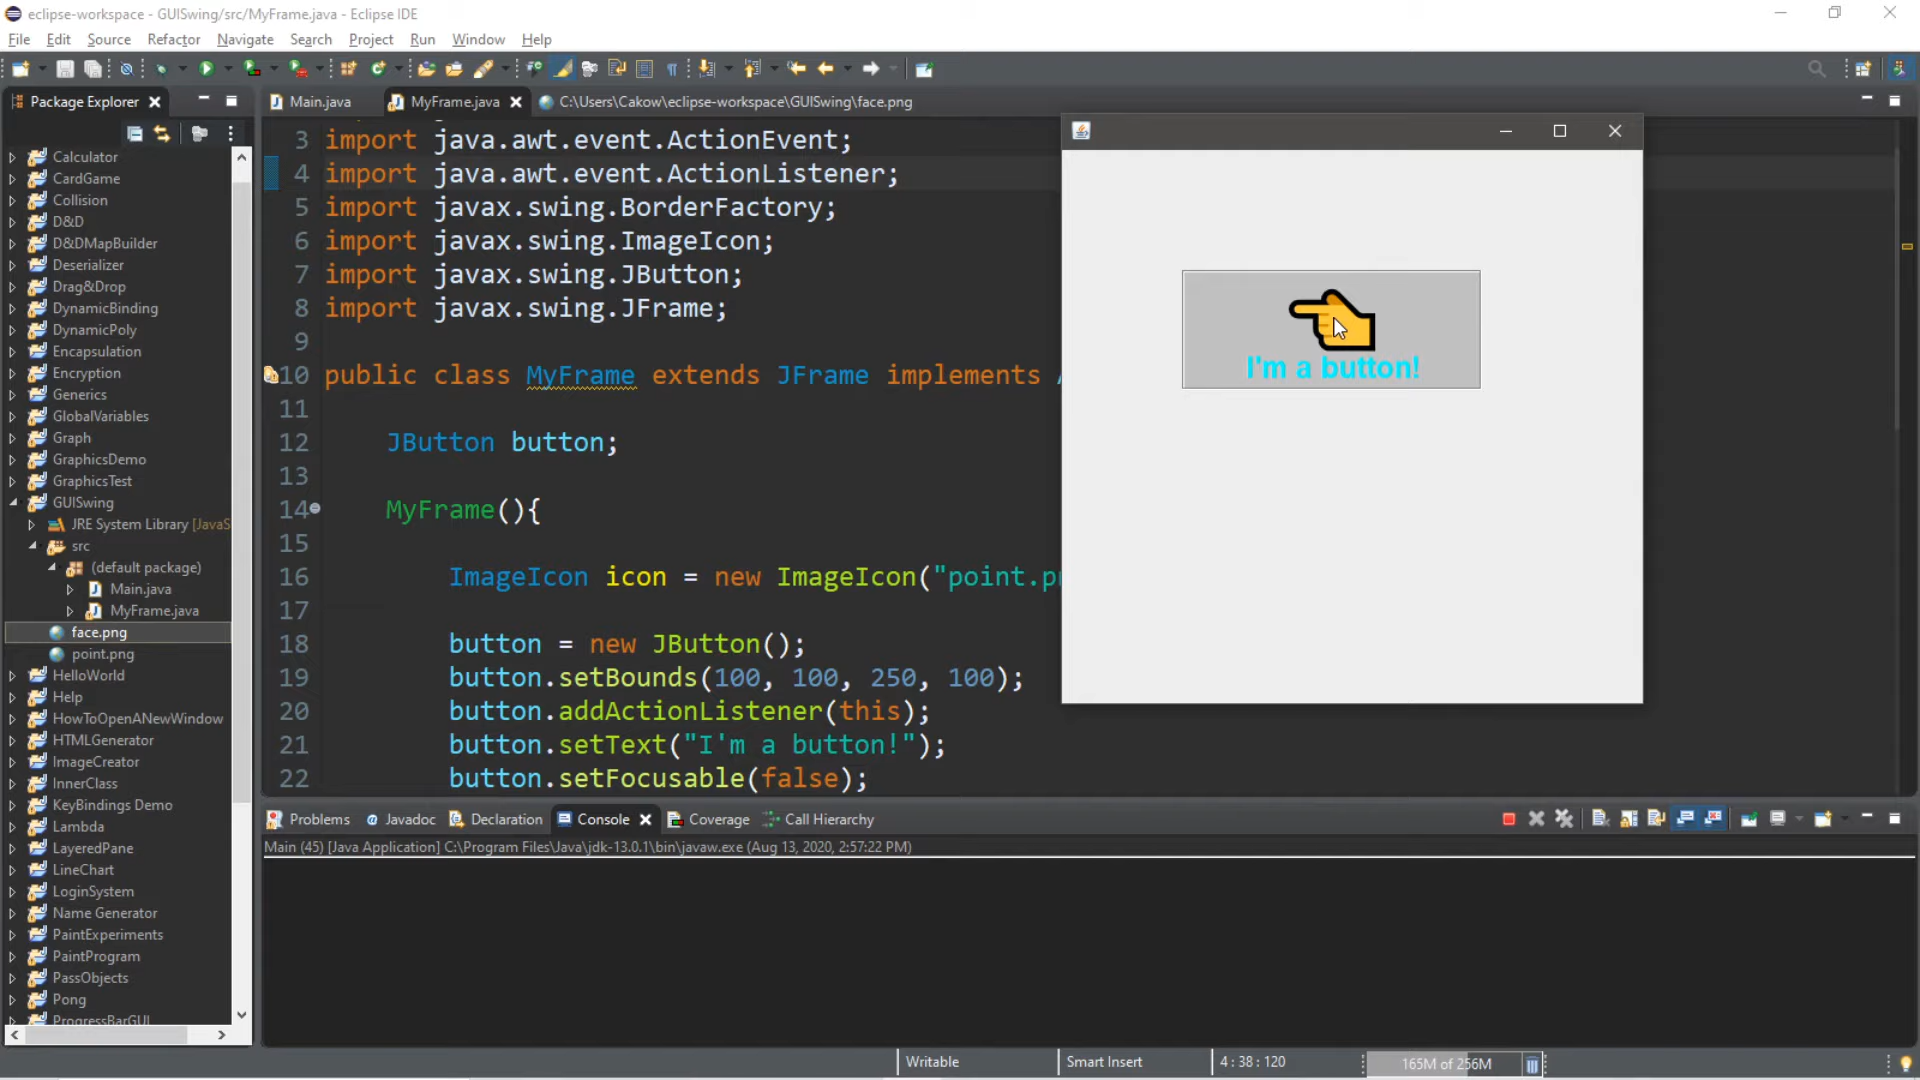 eclipse-workspace - GUISwing/src/MyFrame.java - Eclipse IDE
File Edit Source Refactor Navigate Search Project Run Window Help
Package Explorer
Main.java MyFrame.java C:\Users\Cakow\eclipse-workspace\GUISwing\face.png
Calculator
CardGame
Collision
D&D
D&DMapBuilder
Deserializer
Drag&Drop
DynamicBinding
DynamicPoly
Encapsulation
Encryption
Generics
GlobalVariables
Graph
GraphicsDemo
GraphicsTest
GUISwing
JRE System Library [JavaS
src
(default package)
Main.java
MyFrame.java
face.png
point.png
HelloWorld
Help
HowToOpenANewWindow
HTMLGenerator
ImageCreator
InnerClass
KeyBindings Demo
Lambda
LayeredPane
LineChart
LoginSystem
Name Generator
PaintExperiments
PaintProgram
PassObjects
Pong
ProgressBarGUI
3 import java.awt.event.ActionEvent;
4 import java.awt.event.ActionListener;
5 import javax.swing.BorderFactory;
6 import javax.swing.ImageIcon;
7 import javax.swing.JButton;
8 import javax.swing.JFrame;
9
10 public class MyFrame extends JFrame implements
11
12 JButton button;
13
14 MyFrame(){
15
16 ImageIcon icon = new ImageIcon("point.pn
17
18 button = new JButton();
19 button.setBounds(100, 100, 250, 100);
20 button.addActionListener(this);
21 button.setText("I'm a button!");
22 button.setFocusable(false);
I'm a button!
Problems Javadoc Declaration Console Coverage Call Hierarchy
Main (45) [Java Application] C:\Program Files\Java\jdk-13.0.1\bin\javaw.exe (Aug 13, 2020, 2:57:22 PM)
Writable Smart Insert 4 : 38 : 120 165M of 256M